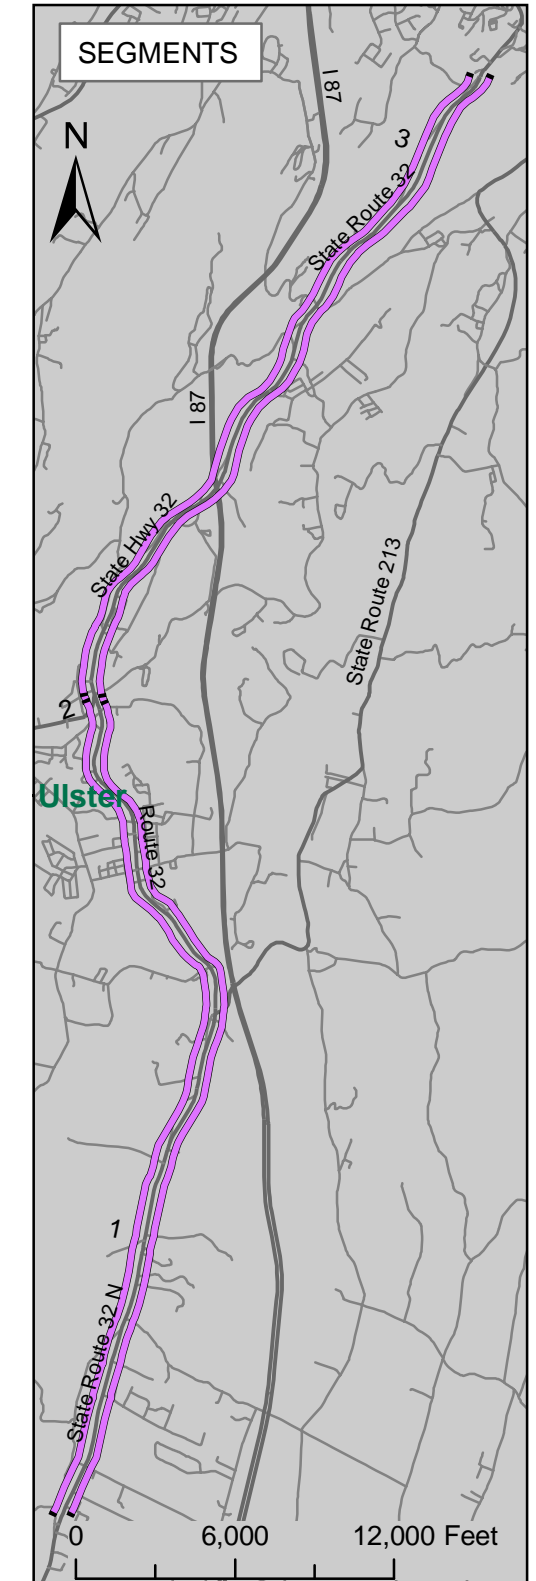 SEGMENTS
I 87
N
3
State Route 32
I 87
State Hwy 32
State Route 213
2
Ulster
Route 32
1
State Route 32 N
0 6,000 12,000 Feet